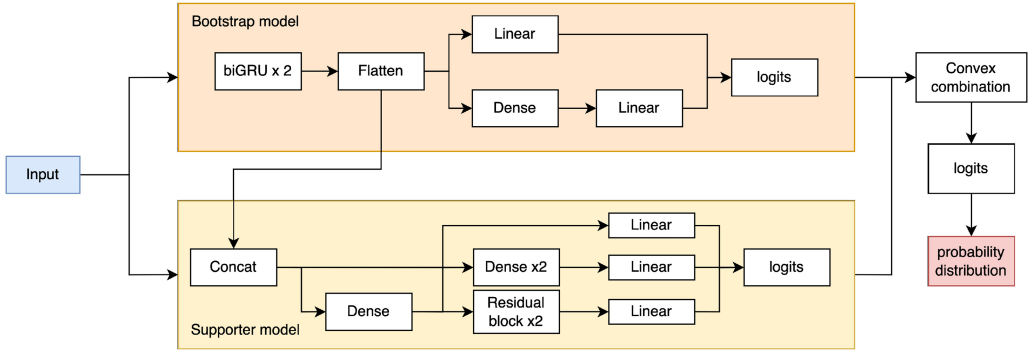 Bootstrap model
biGRU x 2
Flatten
Linear
Dense
Linear
logits
Convex
combination
logits
probability
distribution
Input
Supporter model
Concat
Dense
Linear
Dense x2
Linear
Residual
block x2
Linear
logits